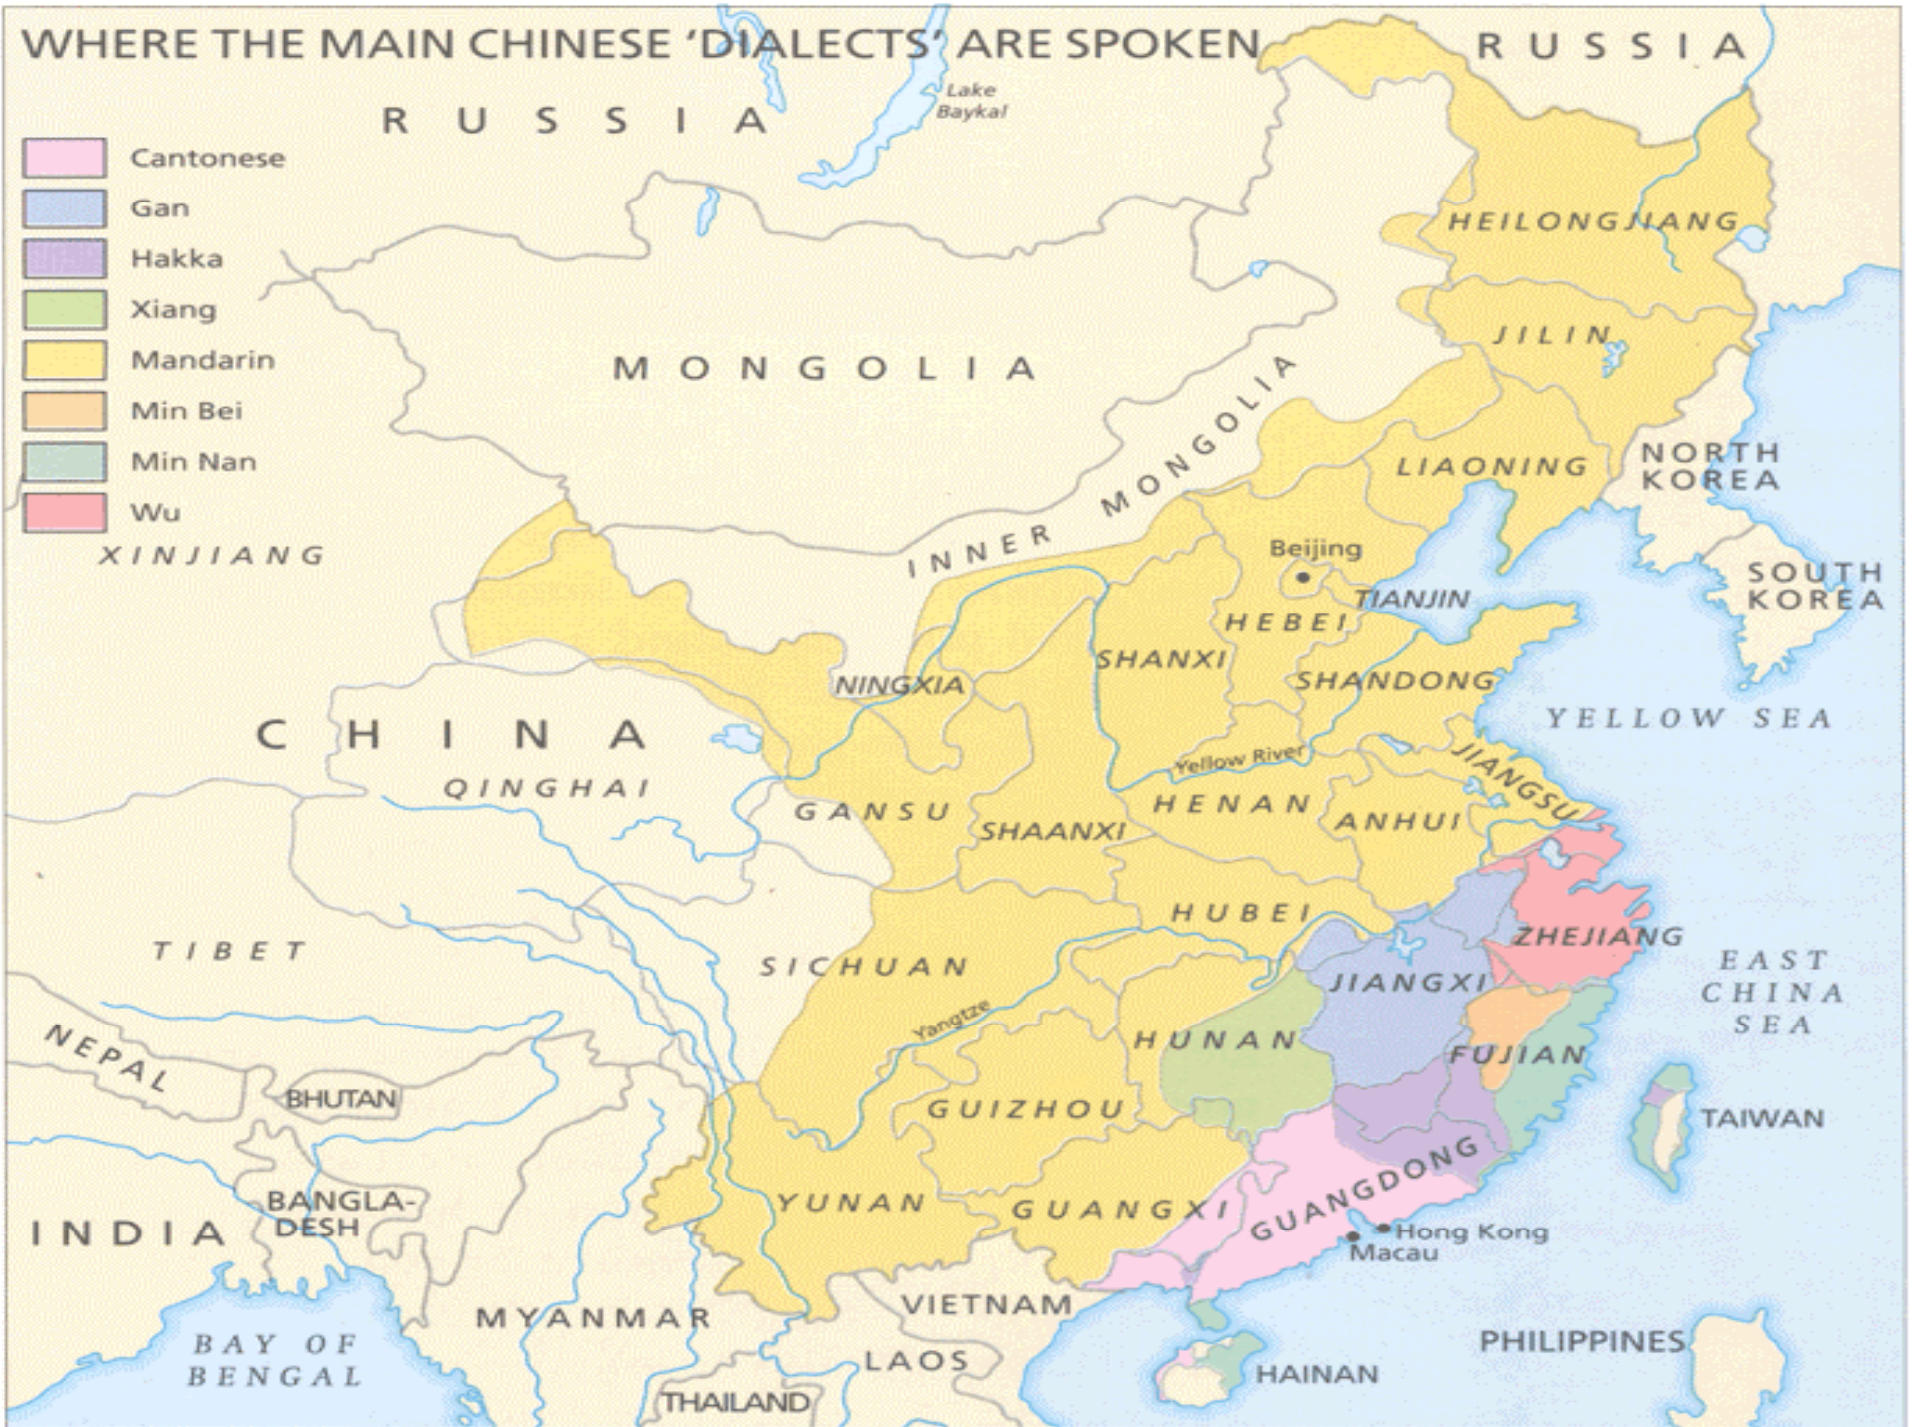 WHERE THE MAIN CHINESE ‘DIALECTS’ ARE SPOKEN
RUSSIA
Lake
Baykal
RUSSIA
Cantonese
Gan
Hakka
Xiang
Mandarin
Min Bei
Min Nan
Wu
XINJIANG
MONGOLIA
INNER MONGOLIA
HEILONGJIANG
JILIN
LIAONING
NORTH
KOREA
SOUTH
KOREA
Beijing
TIANJIN
HEBEI
SHANXI
SHANDONG
NINGXIA
YELLOW SEA
CHINA
QINGHAI
GANSU
SHAANXI
Yellow River
HENAN
ANHUI
JIANGSU
HUBEI
ZHEJIANG
TIBET
SICHUAN
JIANGXI
EAST
CHINA
SEA
Yangtze
HUNAN
FUJIAN
NEPAL
BHUTAN
GUIZHOU
TAIWAN
BANGLA-
DESH
INDIA
YUNAN
GUANGXI
GUANGDONG
Hong Kong
Macau
MYANMAR
VIETNAM
LAOS
THAILAND
BAY OF
BENGAL
HAINAN
PHILIPPINES